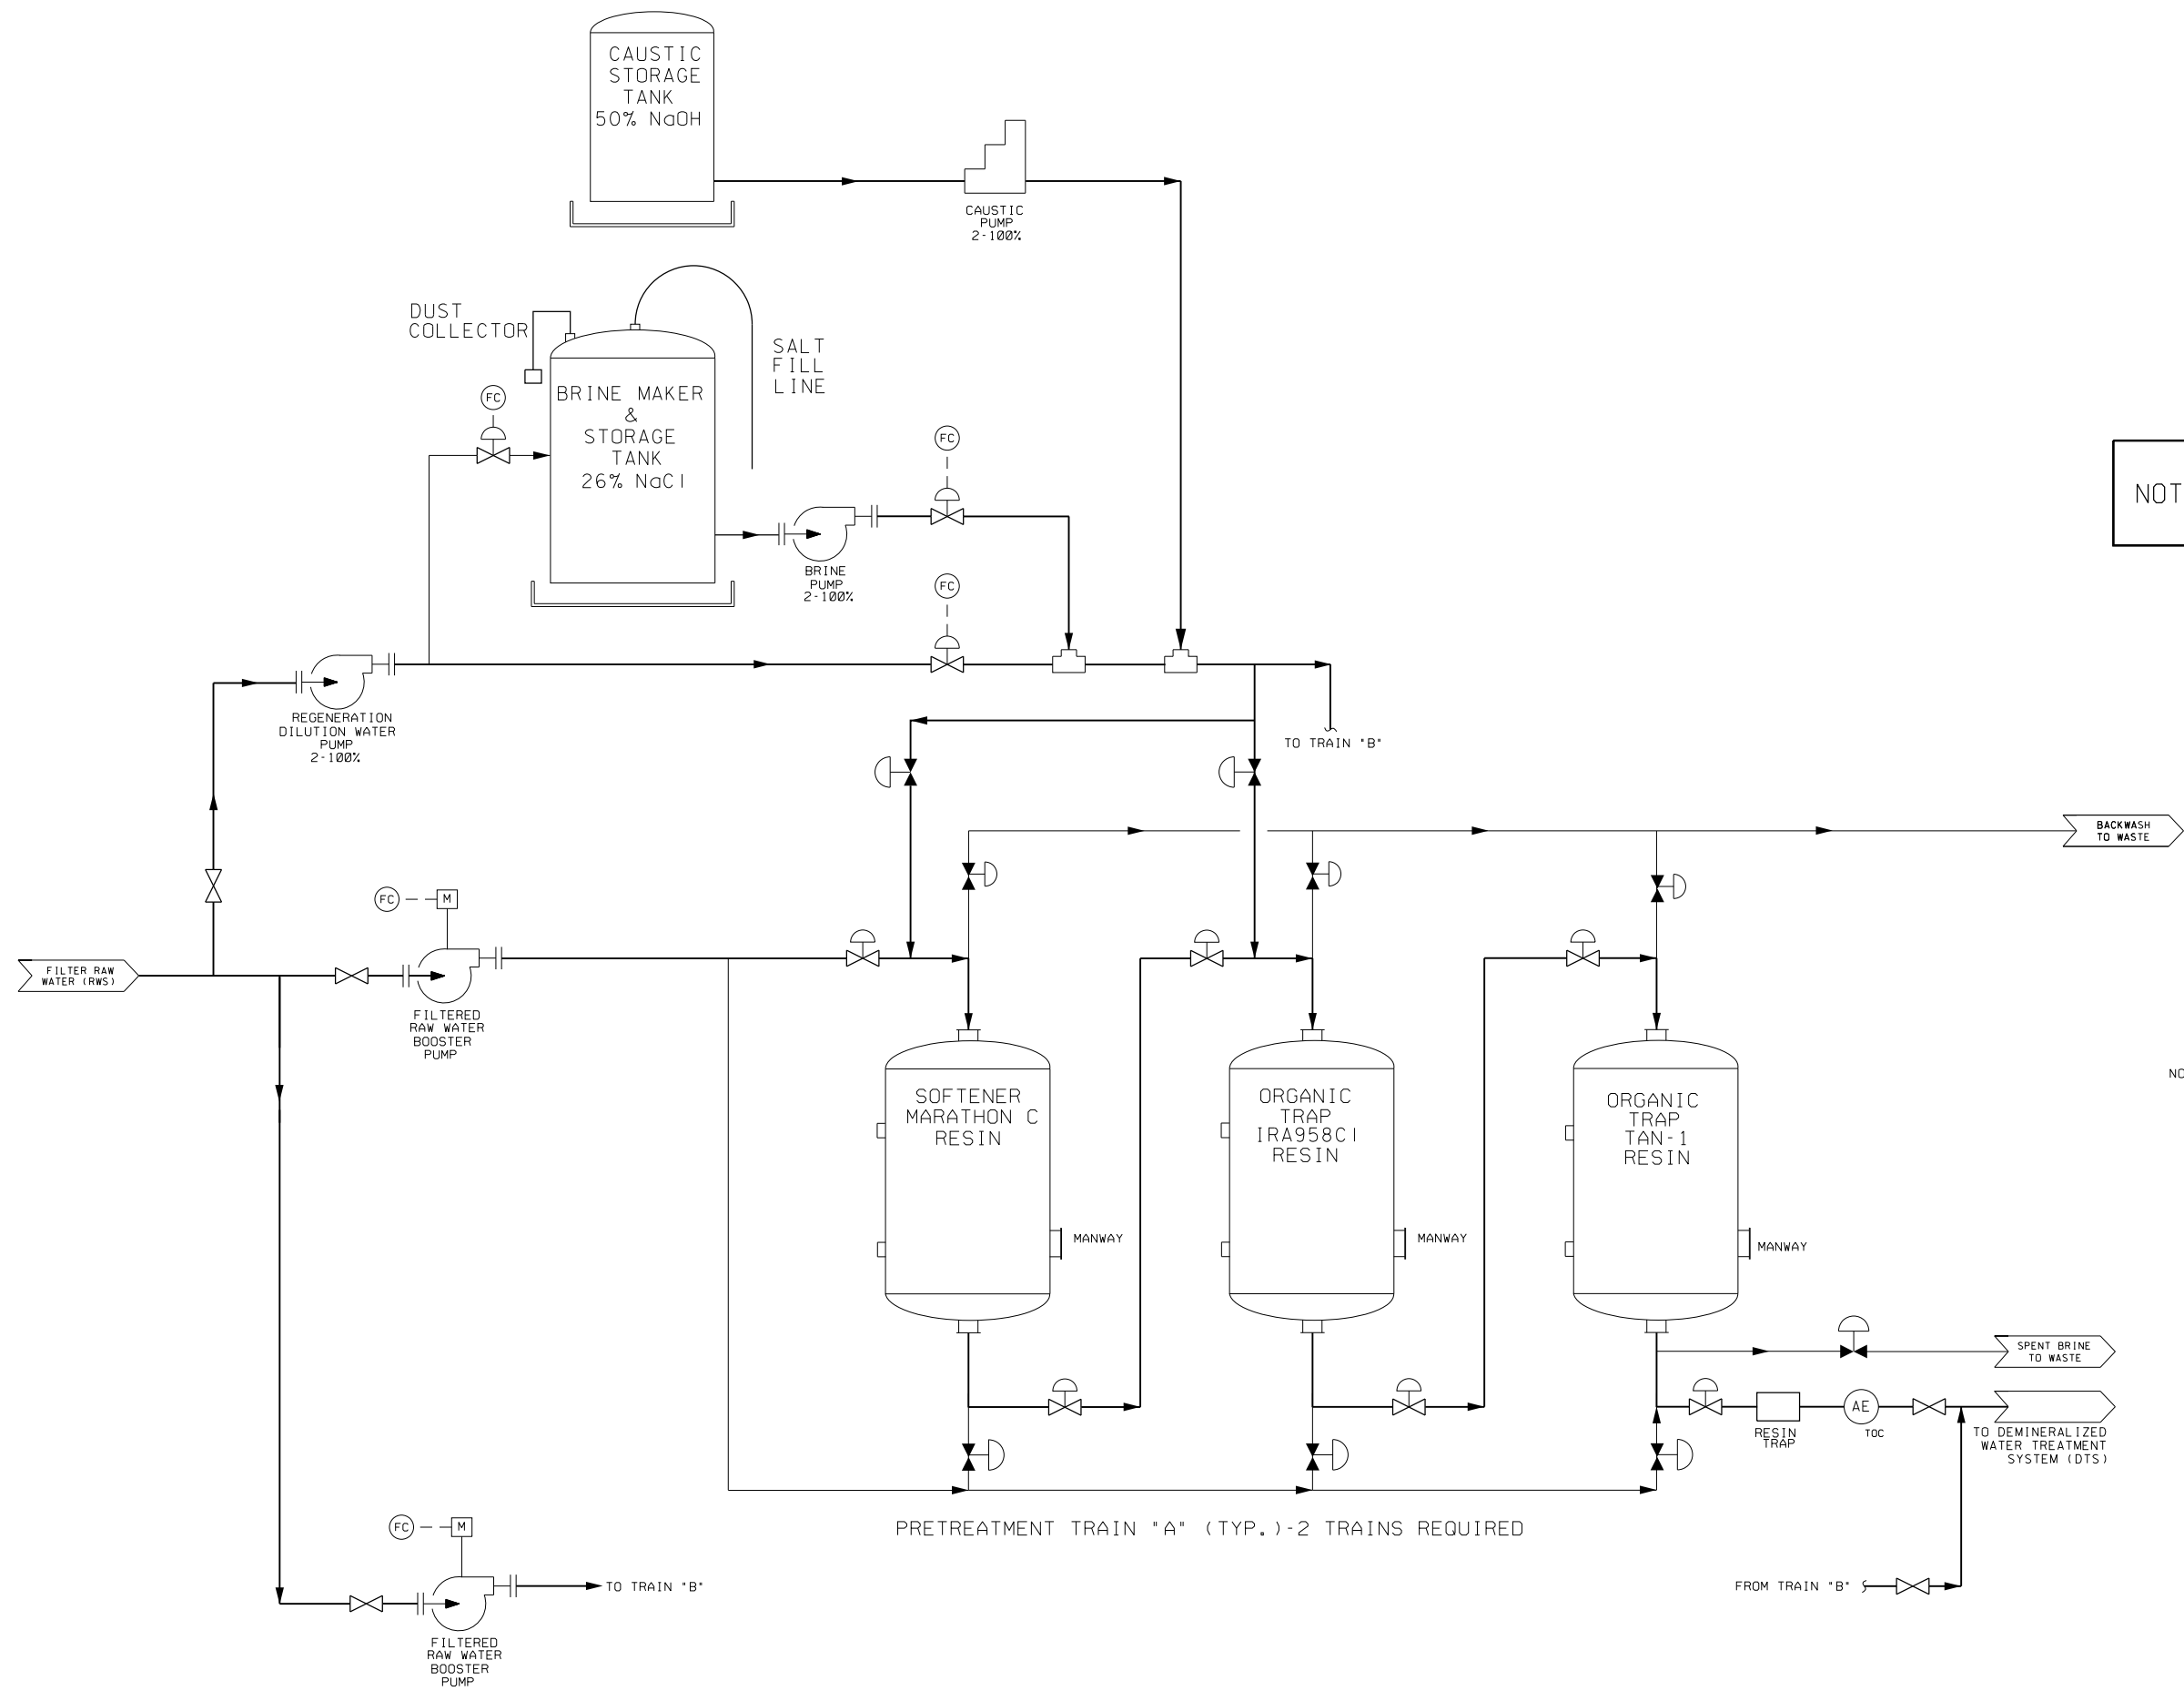 CAUSTIC
STORAGE
TANK
50% NaOH
CAUSTIC
PUMP
2-100%
DUST
COLLECTOR
SALT
FILL
LINE
FC
BRINE MAKER
&
STORAGE
TANK
26% NaCl
FC
NOT
BRINE
PUMP
2-100%
FC
REGENERATION
DILUTION WATER
PUMP
2-100%
TO TRAIN "B"
BACKWASH
TO WASTE
FC
M
FILTER RAW
WATER (RWS)
FILTERED
RAW WATER
BOOSTER
PUMP
NO
SOFTENER
MARATHON C
RESIN
ORGANIC
TRAP
IRA958Cl
RESIN
ORGANIC
TRAP
TAN-1
RESIN
MANWAY
MANWAY
MANWAY
SPENT BRINE
TO WASTE
AE
RESIN
TRAP
TOC
TO DEMINERALIZED
WATER TREATMENT
SYSTEM (DTS)
PRETREATMENT TRAIN "A" (TYP.)-2 TRAINS REQUIRED
FC
M
TO TRAIN "B"
FROM TRAIN "B"
FILTERED
RAW WATER
BOOSTER
PUMP